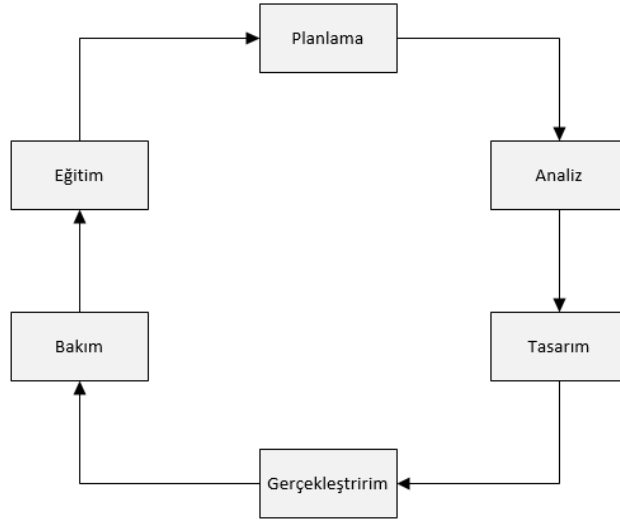 Planlama
Analiz
Tasarım
Gerçekleştririm
Bakım
Eğitim